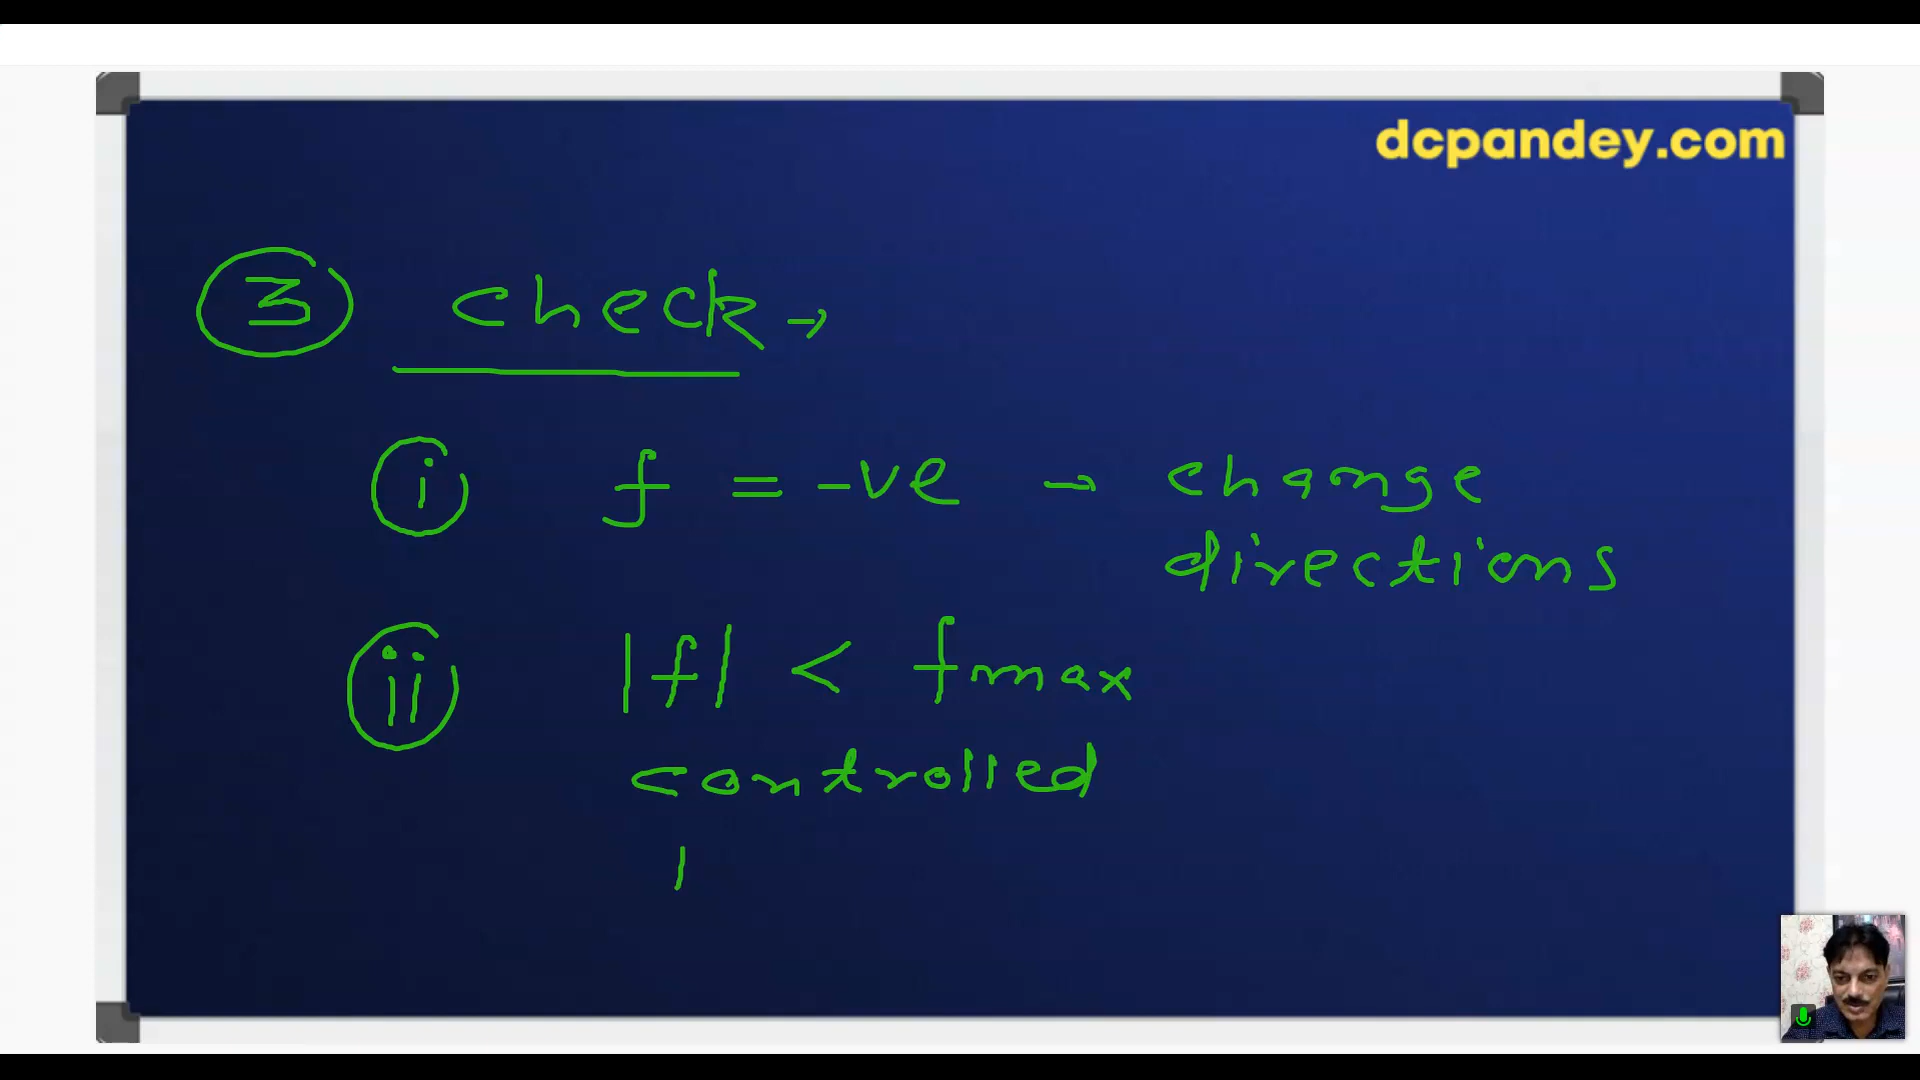 dcpandey.com
③ check →
ⓘ f = -ve → change
directions
ⓘⓘ |f| < fmax
controlled